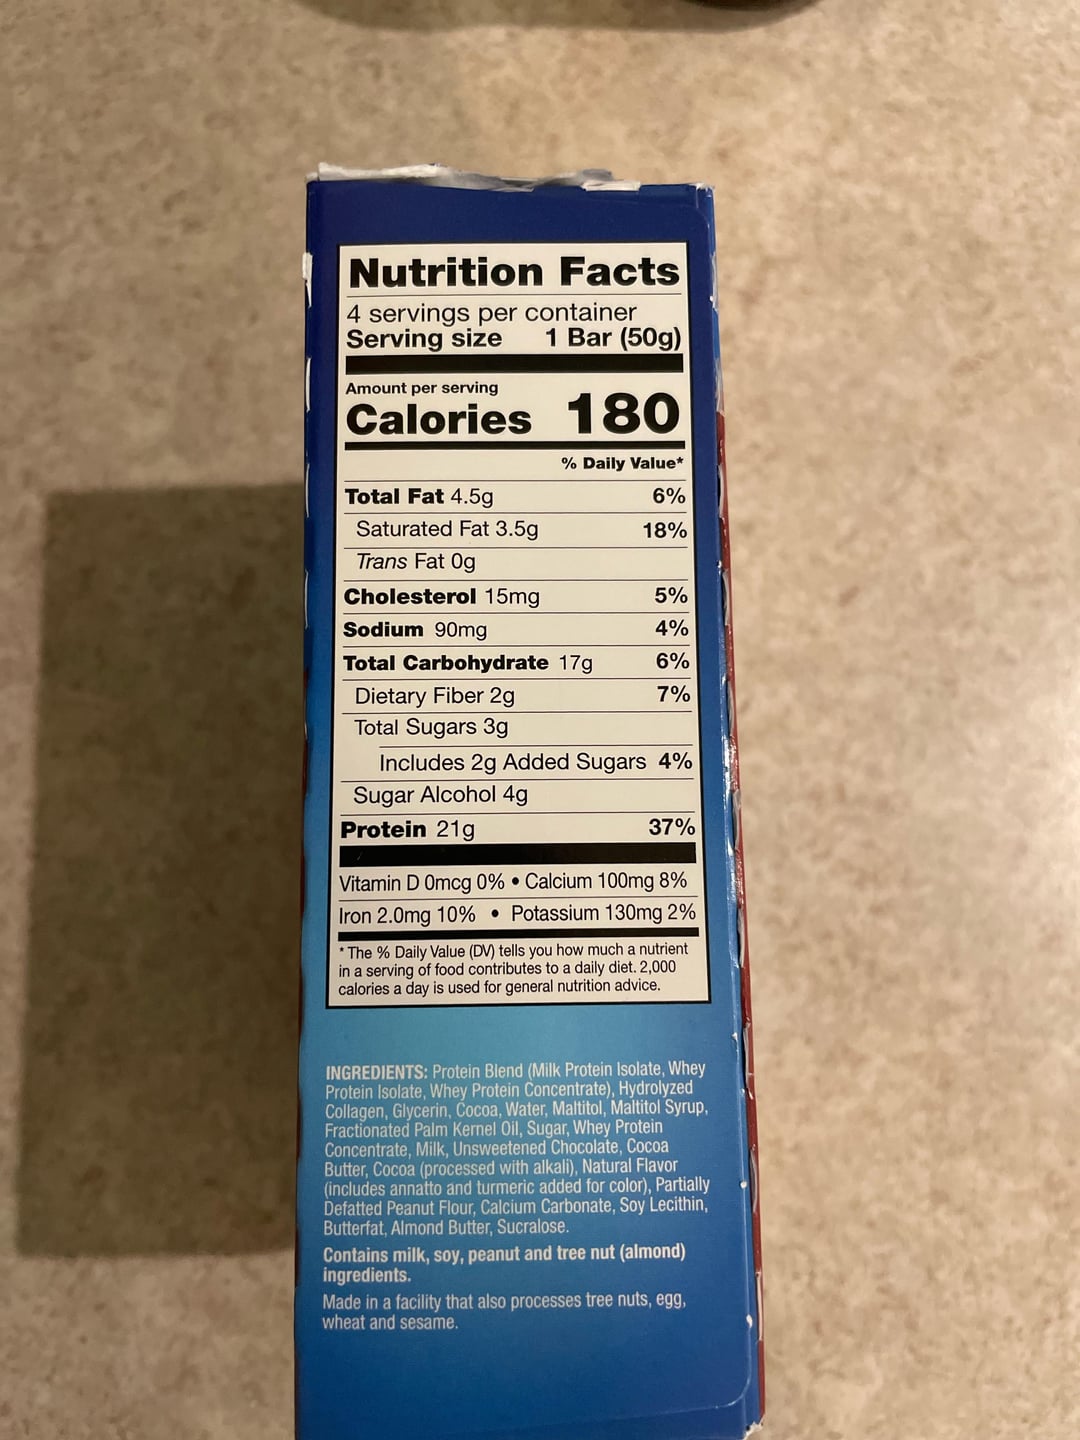 Nutrition Facts
4 servings per container
Serving size 1 Bar (50g)
Amount per serving
Calories 180
% Daily Value*
Total Fat 4.5g 6%
Saturated Fat 3.5g 18%
Trans Fat 0g
Cholesterol 15mg 5%
Sodium 90mg 4%
Total Carbohydrate 17g 6%
Dietary Fiber 2g 7%
Total Sugars 3g
Includes 2g Added Sugars 4%
Sugar Alcohol 4g
Protein 21g 37%
Vitamin D 0mcg 0% • Calcium 100mg 8%
Iron 2.0mg 10% • Potassium 130mg 2%
* The % Daily Value (DV) tells you how much a nutrient
in a serving of food contributes to a daily diet. 2,000
calories a day is used for general nutrition advice.
INGREDIENTS: Protein Blend (Milk Protein Isolate, Whey
Protein Isolate, Whey Protein Concentrate), Hydrolyzed
Collagen, Glycerin, Cocoa, Water, Maltitol, Maltitol Syrup,
Fractionated Palm Kernel Oil, Sugar, Whey Protein
Concentrate, Milk, Unsweetened Chocolate, Cocoa
Butter, Cocoa (processed with alkali), Natural Flavor
(includes annatto and turmeric added for color), Partially
Defatted Peanut Flour, Calcium Carbonate, Soy Lecithin,
Butterfat, Almond Butter, Sucralose.
Contains milk, soy, peanut and tree nut (almond)
ingredients.
Made in a facility that also processes tree nuts, egg,
wheat and sesame.